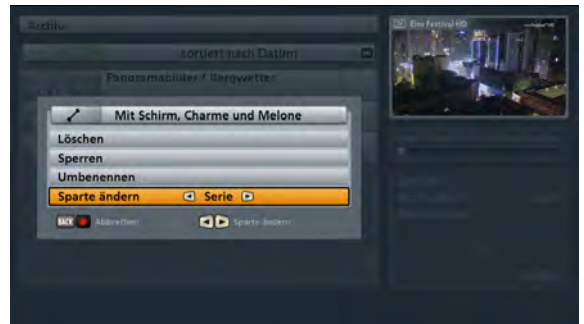 Archiv
sortiert nach Datum
Panoramabilder / Bergwetter
Mit Schirm, Charme und Melone
Löschen
Sperren
Umbenennen
Sparte ändern Serie
BACK Abbrechen Sparte ändern
Festival HD